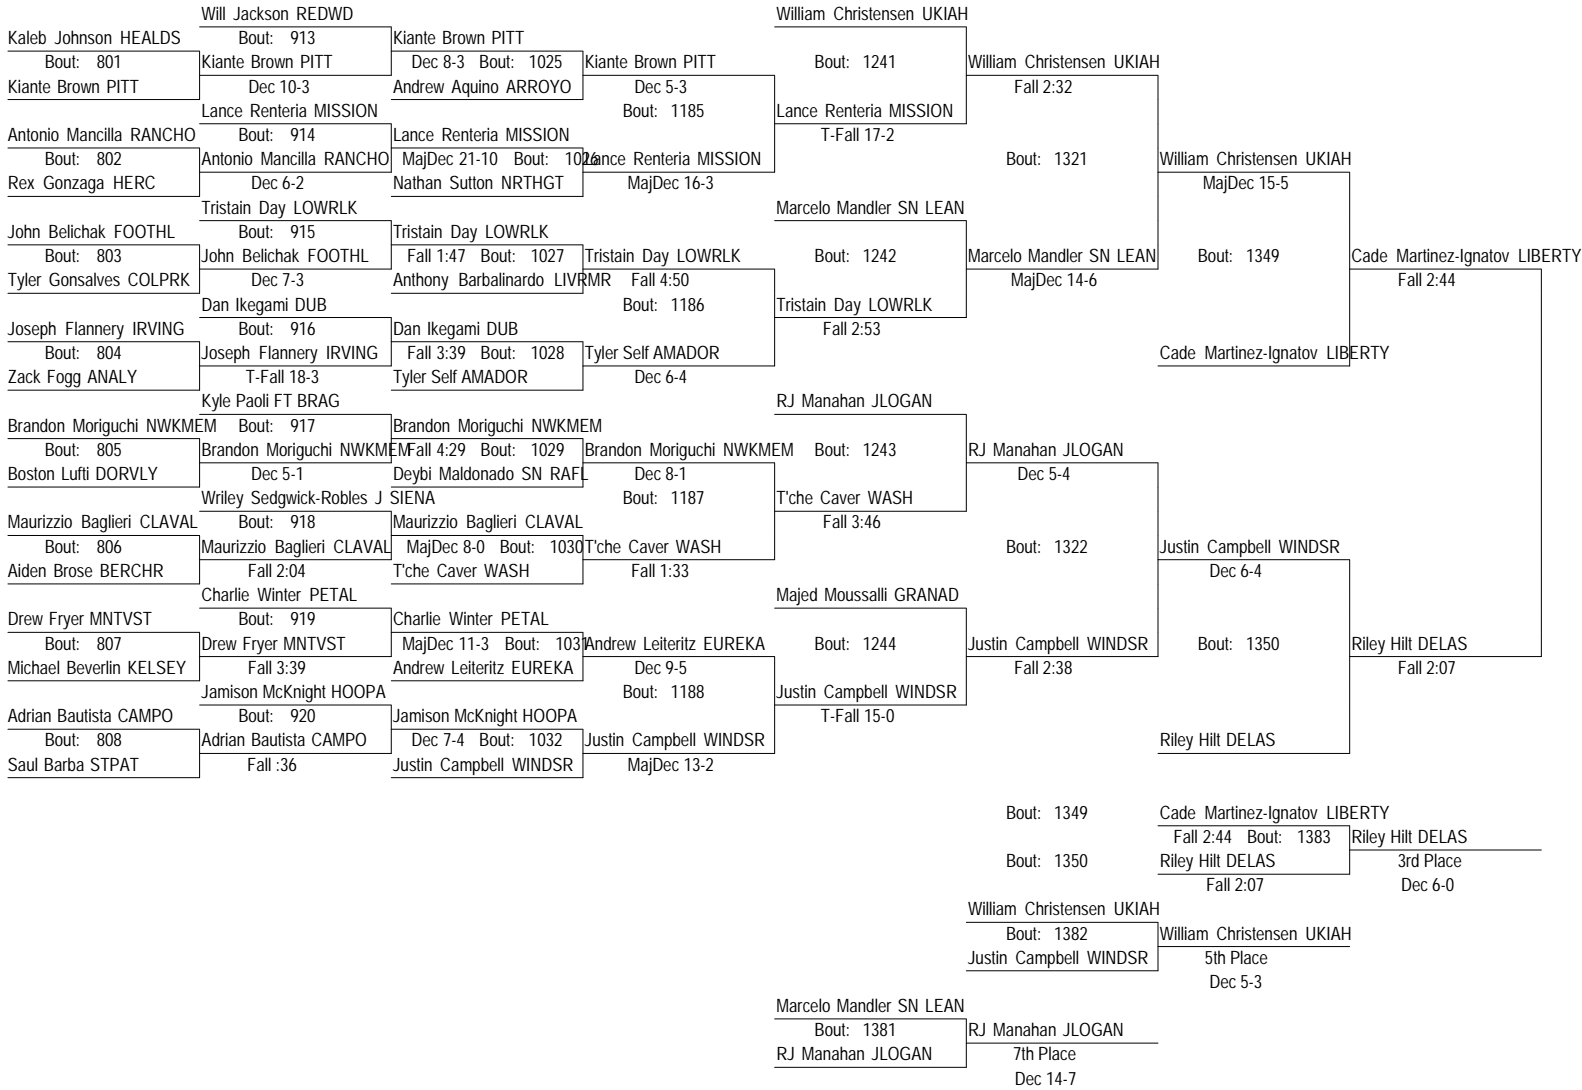 Will Jackson REDWD
William Christensen UKIAH
Kaleb Johnson HEALDS
Bout: 913
Kiante Brown PITT
Bout: 801
Kiante Brown PITT
Dec 8-3 Bout: 1025
Kiante Brown PITT
Bout: 1241
William Christensen UKIAH
Kiante Brown PITT
Dec 10-3
Andrew Aquino ARROYO
Dec 5-3
Fall 2:32
Lance Renteria MISSION
Bout: 1185
Lance Renteria MISSION
Antonio Mancilla RANCHO
Bout: 914
Lance Renteria MISSION
T-Fall 17-2
Bout: 802
Antonio Mancilla RANCHO
MajDec 21-10 Bout: 1026
Lance Renteria MISSION
Bout: 1321
William Christensen UKIAH
Rex Gonzaga HERC
Dec 6-2
Nathan Sutton NRTHGT
MajDec 16-3
MajDec 15-5
Tristain Day LOWRLK
Marcelo Mandler SN LEAN
John Belichak FOOTHL
Bout: 915
Tristain Day LOWRLK
Bout: 803
John Belichak FOOTHL
Fall 1:47 Bout: 1027
Tristain Day LOWRLK
Bout: 1242
Marcelo Mandler SN LEAN
Bout: 1349
Cade Martinez-Ignatov LIBERTY
Tyler Gonsalves COLPRK
Dec 7-3
Anthony Barbalinardo LIVRMR
Fall 4:50
MajDec 14-6
Fall 2:44
Dan Ikegami DUB
Bout: 1186
Tristain Day LOWRLK
Joseph Flannery IRVING
Bout: 916
Dan Ikegami DUB
Fall 2:53
Bout: 804
Joseph Flannery IRVING
Fall 3:39 Bout: 1028
Tyler Self AMADOR
Cade Martinez-Ignatov LIBERTY
Zack Fogg ANALY
T-Fall 18-3
Tyler Self AMADOR
Dec 6-4
Kyle Paoli FT BRAG
RJ Manahan JLOGAN
Brandon Moriguchi NWKMEM
Bout: 917
Brandon Moriguchi NWKMEM
Bout: 805
Brandon Moriguchi NWKMEM
Fall 4:29 Bout: 1029
Brandon Moriguchi NWKMEM
Bout: 1243
RJ Manahan JLOGAN
Boston Lufti DORVLY
Dec 5-1
Deybi Maldonado SN RAFL
Dec 8-1
Dec 5-4
Wriley Sedgwick-Robles J SIENA
Bout: 1187
T'che Caver WASH
Maurizzio Baglieri CLAVAL
Bout: 918
Maurizzio Baglieri CLAVAL
Fall 3:46
Bout: 806
Maurizzio Baglieri CLAVAL
MajDec 8-0 Bout: 1030
T'che Caver WASH
Bout: 1322
Justin Campbell WINDSR
Aiden Brose BERCHR
Fall 2:04
T'che Caver WASH
Fall 1:33
Dec 6-4
Charlie Winter PETAL
Majed Moussalli GRANAD
Drew Fryer MNTVST
Bout: 919
Charlie Winter PETAL
Bout: 807
Drew Fryer MNTVST
MajDec 11-3 Bout: 1031
Andrew Leiteritz EUREKA
Bout: 1244
Justin Campbell WINDSR
Bout: 1350
Riley Hilt DELAS
Michael Beverlin KELSEY
Fall 3:39
Andrew Leiteritz EUREKA
Dec 9-5
Fall 2:38
Fall 2:07
Jamison McKnight HOOPA
Bout: 1188
Justin Campbell WINDSR
Adrian Bautista CAMPO
Bout: 920
Jamison McKnight HOOPA
T-Fall 15-0
Bout: 808
Adrian Bautista CAMPO
Dec 7-4 Bout: 1032
Justin Campbell WINDSR
Riley Hilt DELAS
Saul Barba STPAT
Fall :36
Justin Campbell WINDSR
MajDec 13-2
Bout: 1349
Cade Martinez-Ignatov LIBERTY
Fall 2:44 Bout: 1383
Riley Hilt DELAS
Bout: 1350
Riley Hilt DELAS
3rd Place
Fall 2:07
Dec 6-0
William Christensen UKIAH
Bout: 1382
William Christensen UKIAH
Justin Campbell WINDSR
5th Place
Dec 5-3
Marcelo Mandler SN LEAN
Bout: 1381
RJ Manahan JLOGAN
RJ Manahan JLOGAN
7th Place
Dec 14-7